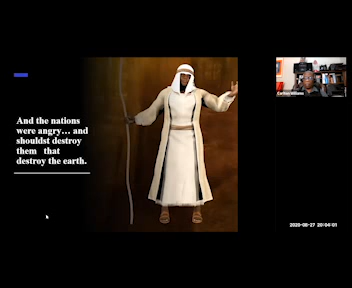 And the nations
were angry... and
shouldst destroy
them that
destroy the earth.
2020-08-27 20:04:01